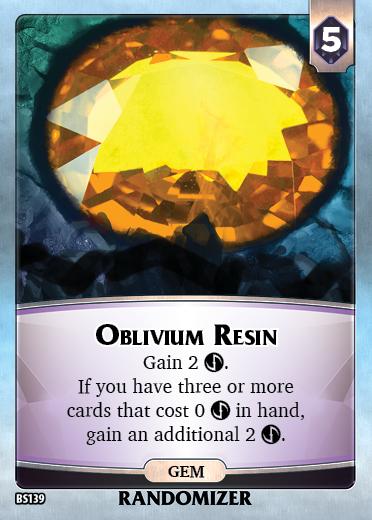 5
OBLIVIUM RESIN
Gain 2 .
If you have three or more
cards that cost 0 in hand,
gain an additional 2 .
GEM
BS139
RANDOMIZER